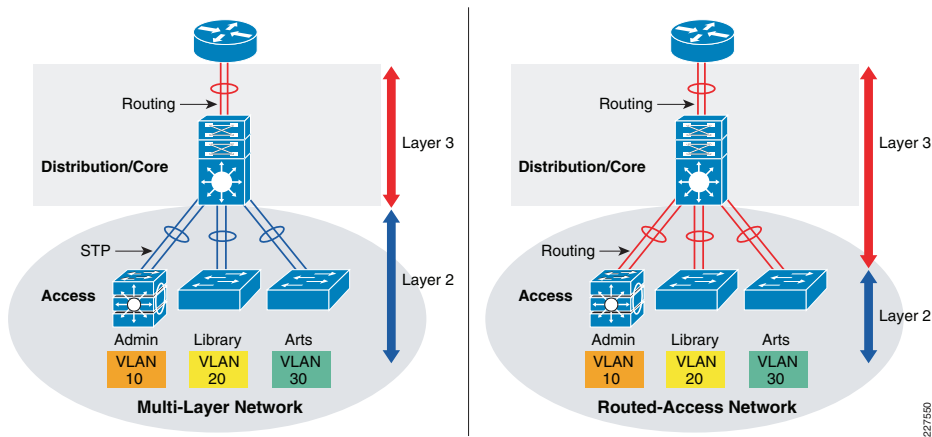 Routing
Layer 3
Distribution/Core
STP
Layer 2
Access
Admin
Library
Arts
VLAN
10
VLAN
20
VLAN
30
Multi-Layer Network
Routing
Layer 3
Distribution/Core
Routing
Access
Layer 2
Admin
Library
Arts
VLAN
10
VLAN
20
VLAN
30
Routed-Access Network
227550